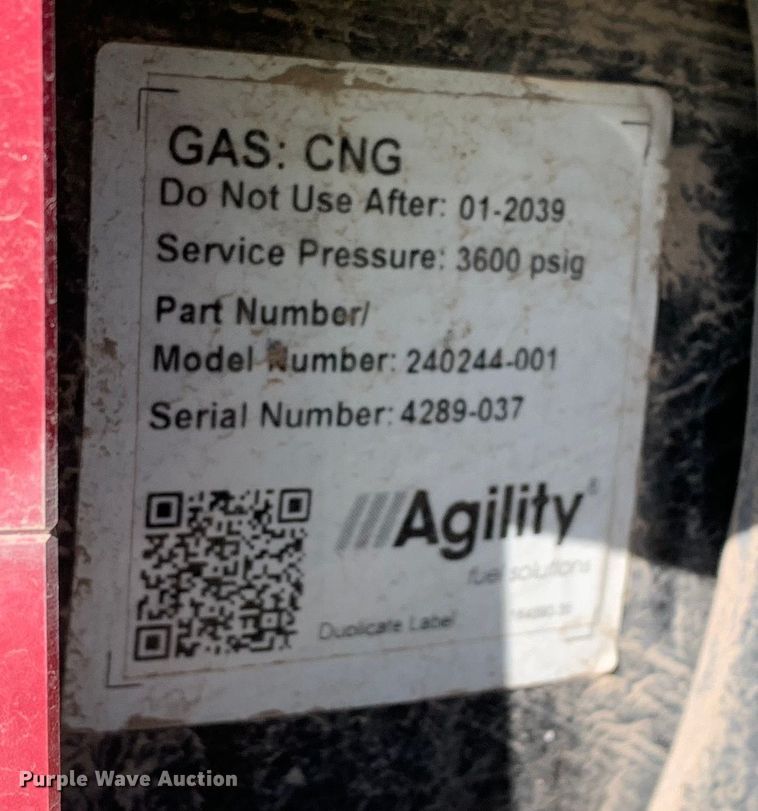 GAS: CNG
Do Not Use After: 01-2039
Service Pressure: 3600 psig
Part Number/
Model Number: 240244-001
Serial Number: 4289-037
Agility®
fuel solutions
Duplicate Label
Purple Wave Auction